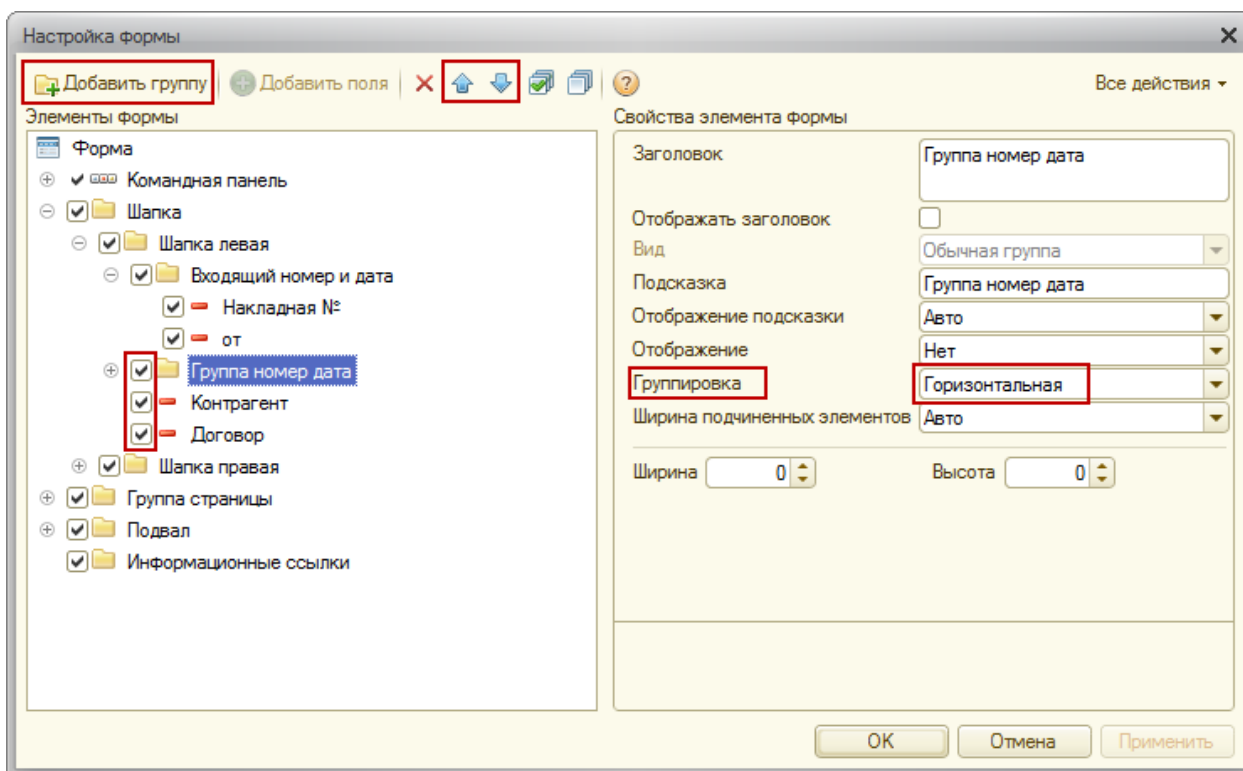 Настройка формы
Добавить группу Добавить поля Все действия
Элементы формы
Форма
Командная панель
Шапка
Шапка левая
Входящий номер и дата
Накладная №
от
Группа номер дата
Контрагент
Договор
Шапка правая
Группа страницы
Подвал
Информационные ссылки
Свойства элемента формы
Заголовок Группа номер дата
Отображать заголовок
Вид Обычная группа
Подсказка Группа номер дата
Отображение подсказки Авто
Отображение Нет
Группировка Горизонтальная
Ширина подчиненных элементов Авто
Ширина 0 Высота 0
OK Отмена Применить